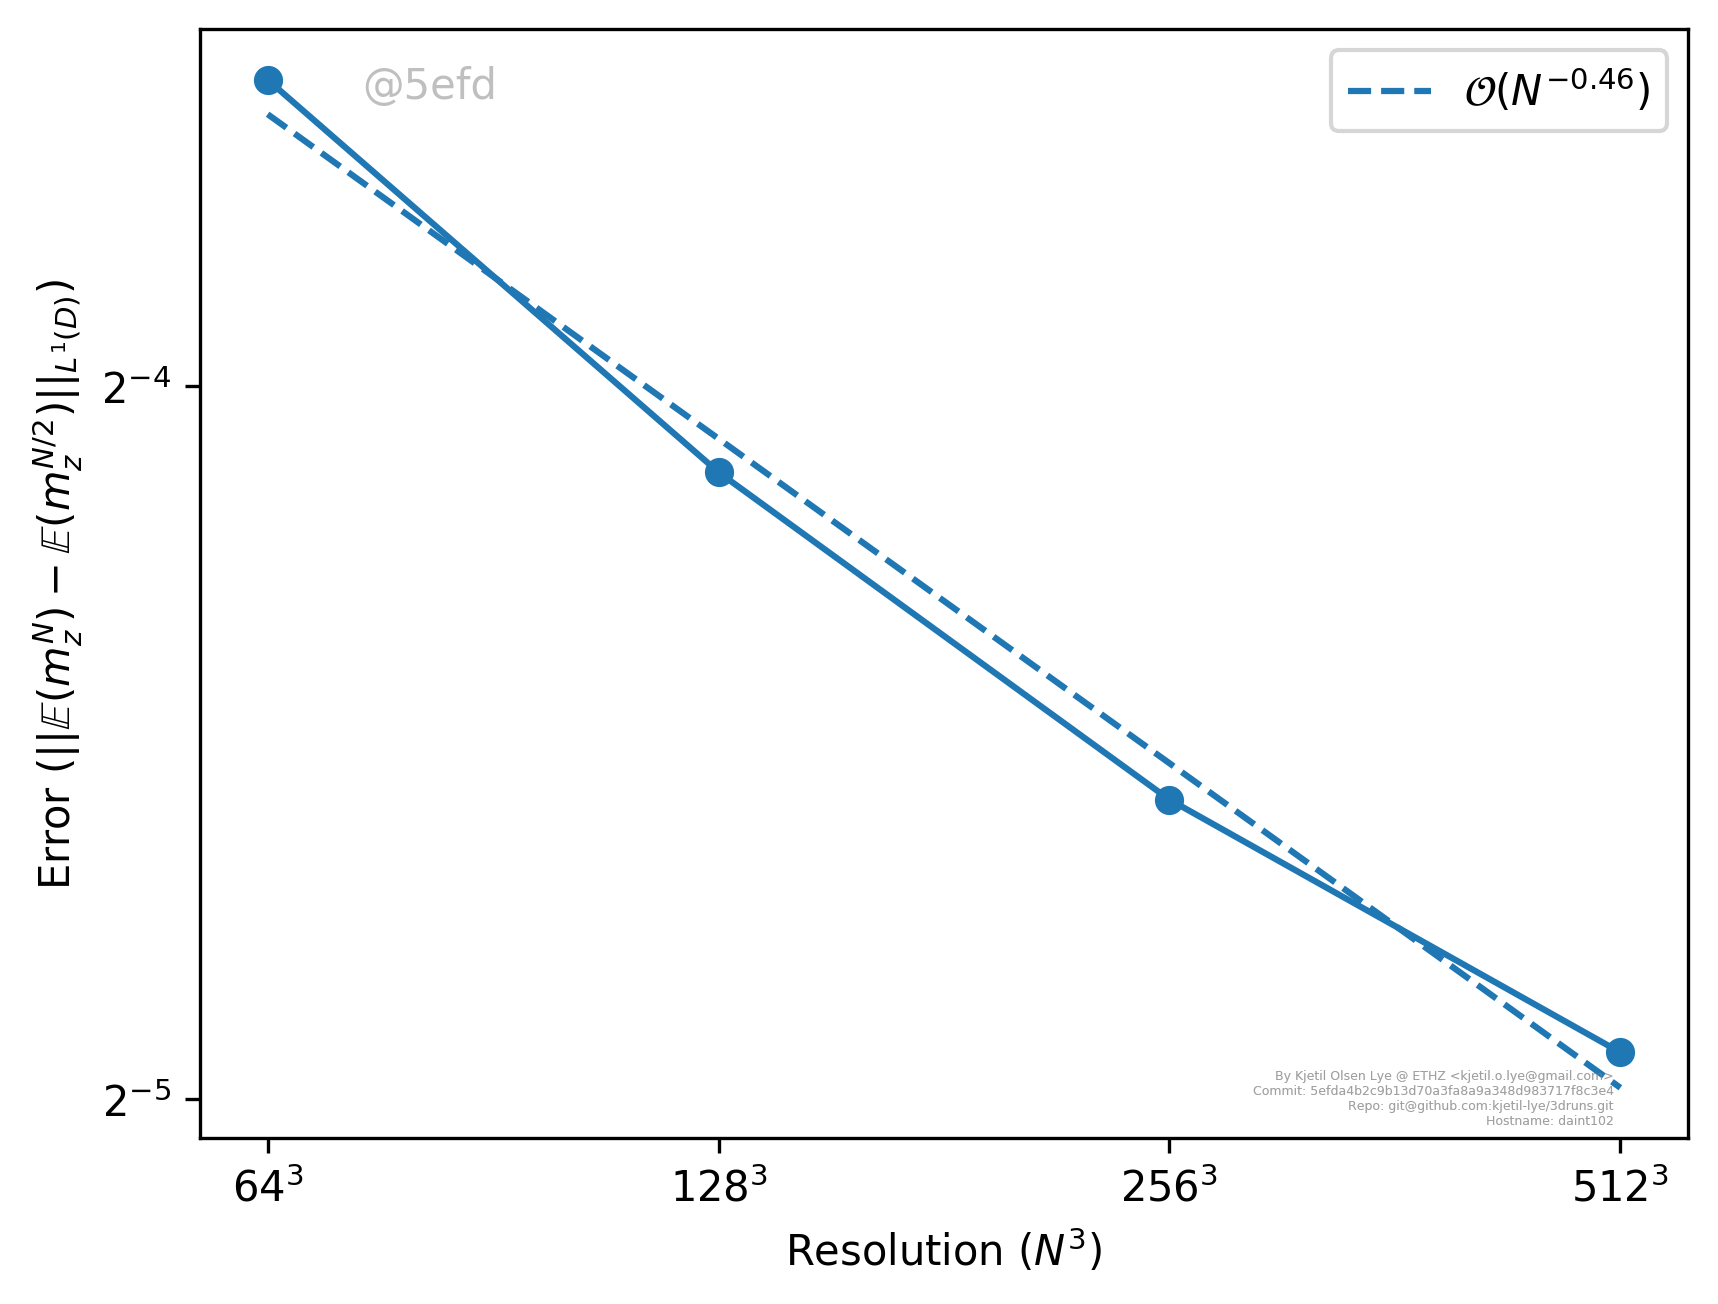 @5efd
𝒪(N^{-0.46})
Error (||𝔼(m_z^N) − 𝔼(m_z^{N/2})||_{L^1(D)})
2^{-4}
2^{-5}
By Kjetil Olsen Lye @ ETHZ <kjetil.o.lye@gmail.com>
Commit: 5efda4b2c9b13d70a3fa8a9a348d983717f8c3e4
Repo: git@github.com:kjetil-lye/3druns.git
Hostname: daint102
64^3 128^3 256^3 512^3
Resolution (N^3)